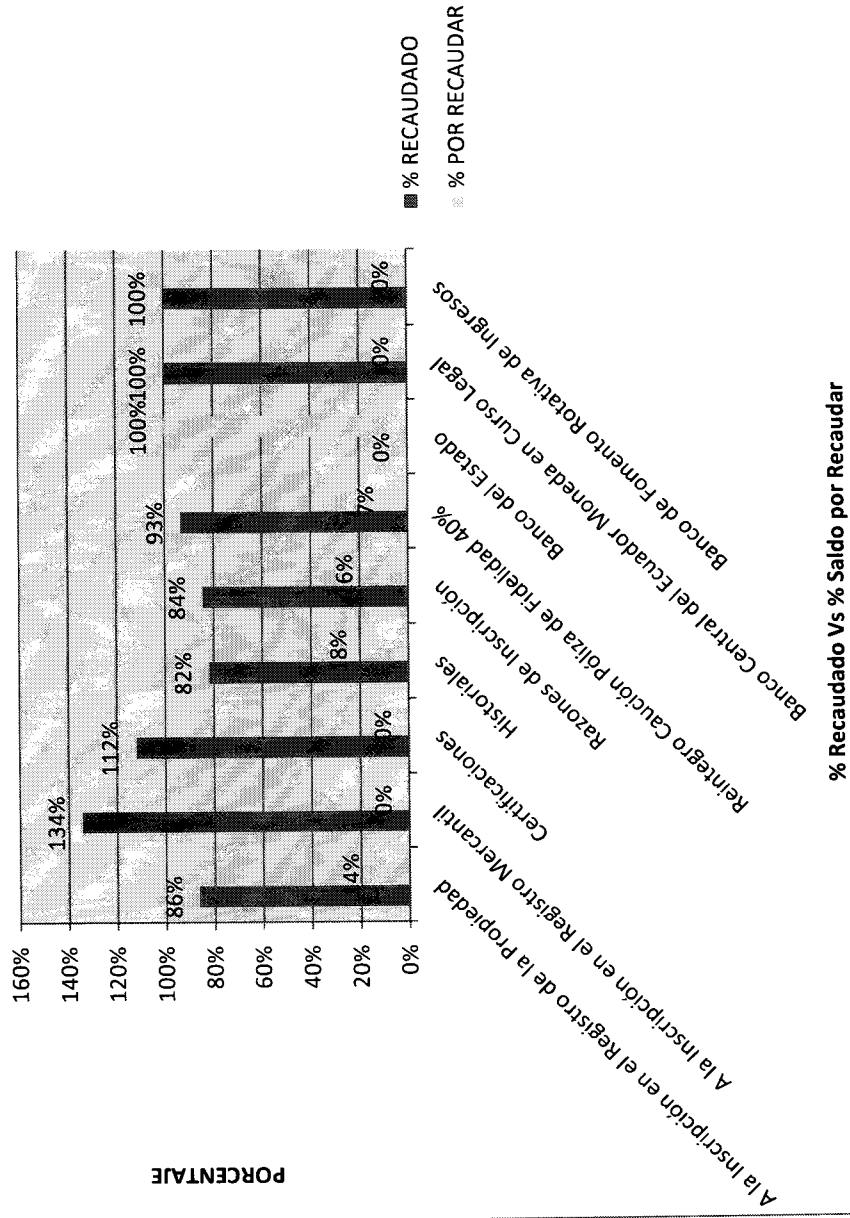 PORCENTAJE
160%
140%
120%
100%
80%
60%
40%
20%
0%
86%
134%
112%
82%
84%
93%
100%
100%
100%
4%
0%
0%
8%
6%
7%
0%
0%
0%
A la Inscripción en el Registro de la Propiedad
A la Inscripción en el Registro Mercantil
Certificaciones
Historiales
Razones de Inscripción
Reintegro Caución Póliza de Fidelidad 40%
Banco del Estado
Banco Central del Ecuador Moneda en Curso Legal
Banco de Fomento Rotativa de Ingresos
% RECAUDADO
% POR RECAUDAR
% Recaudado Vs % Saldo por Recaudar